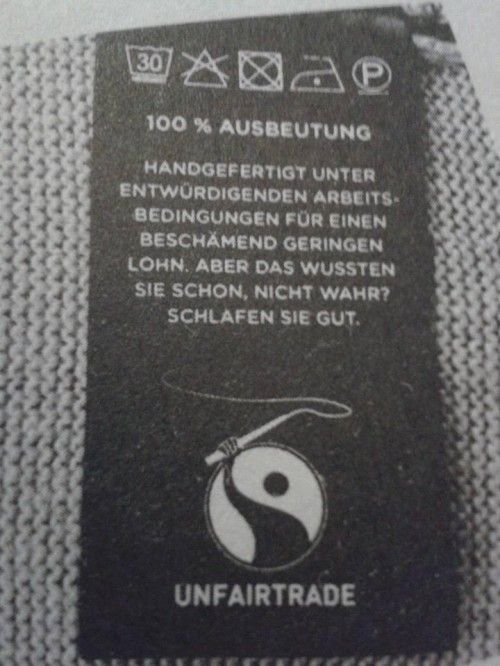 30
P
100 % AUSBEUTUNG
HANDGEFERTIGT UNTER
ENTWÜRDIGENDEN ARBEITS-
BEDINGUNGEN FÜR EINEN
BESCHÄMEND GERINGEN
LOHN. ABER DAS WUSSTEN
SIE SCHON, NICHT WAHR?
SCHLAFEN SIE GUT.
UNFAIRTRADE